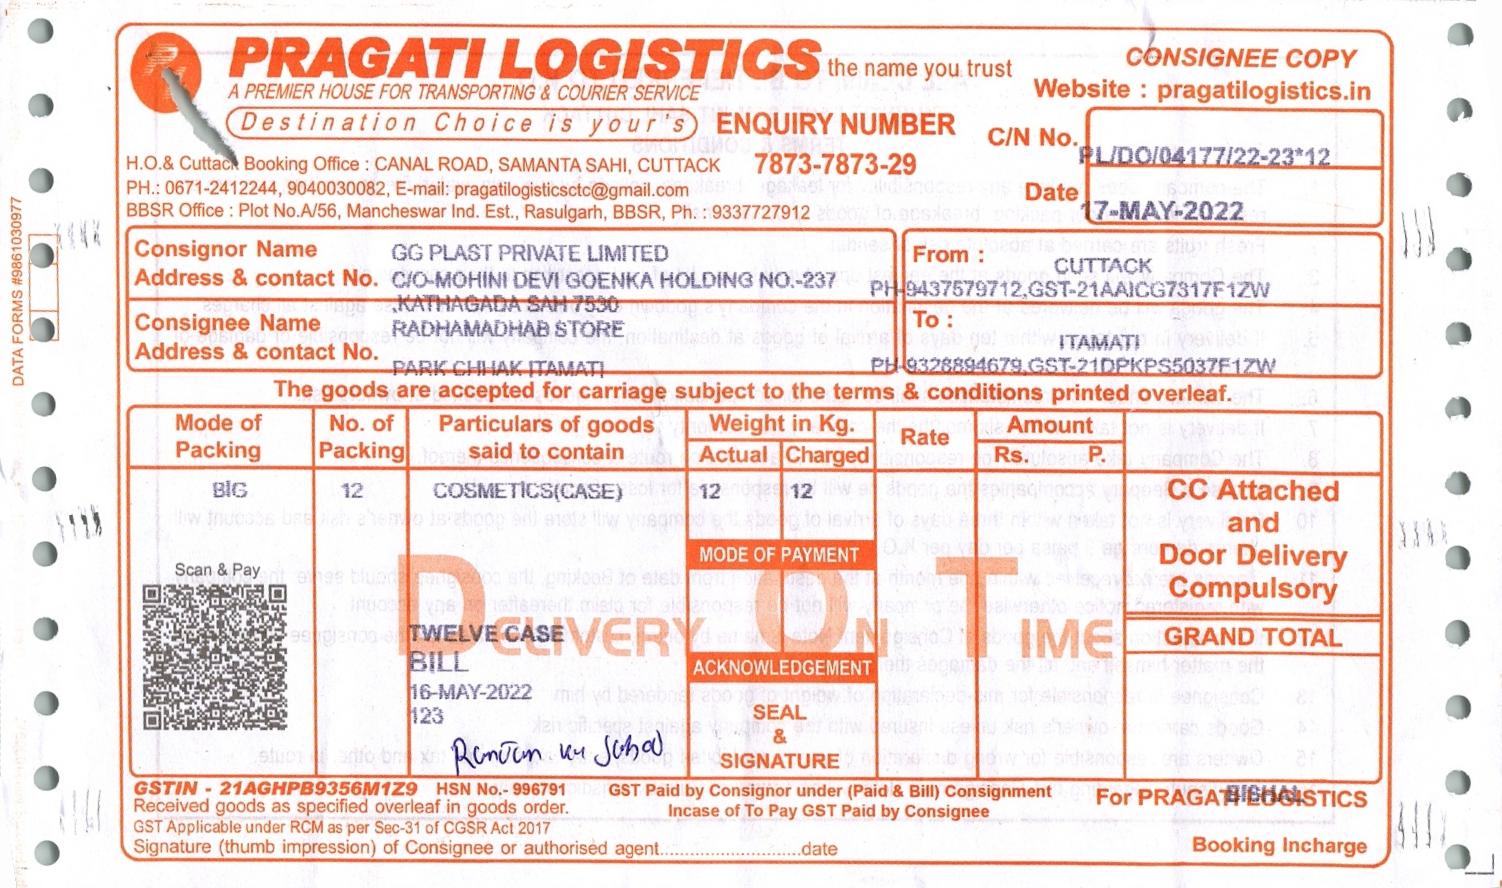 PRAGATI LOGISTICS the name you trust
A PREMIER HOUSE FOR TRANSPORTING & COURIER SERVICE
Destination Choice is your's
CONSIGNEE COPY
Website : pragatilogistics.in
ENQUIRY NUMBER
7873-7873-29
C/N No. PL/DO/04177/22-23*12
Date 17-MAY-2022
H.O.& Cuttack Booking Office : CANAL ROAD, SAMANTA SAHI, CUTTACK
PH.: 0671-2412244, 9040030082, E-mail: pragatilogisticsctc@gmail.com
BBSR Office : Plot No.A/56, Mancheswar Ind. Est., Rasulgarh, BBSR, Ph.: 9337727912
DATA FORMS #9861030977
Consignor Name GG PLAST PRIVATE LIMITED
Address & contact No. C/O-MOHINI DEVI GOENKA HOLDING NO.-237
,KATHAGADA SAH 7530
From : CUTTACK
PH-9437579712,GST-21AAICG7317F1ZW
Consignee Name RADHAMADHAB STORE
Address & contact No.
PARK CHHAK ITAMATI
To :
ITAMATI
PH-9328894679,GST-21DPKPS5037F1ZW
The goods are accepted for carriage subject to the terms & conditions printed overleaf.
Mode of Packing
No. of Packing
Particulars of goods said to contain
Weight in Kg.
Actual Charged
Rate
Amount
Rs. P.
BIG 12 COSMETICS(CASE) 12 12
CC Attached
and
Door Delivery
Compulsory
MODE OF PAYMENT
Scan & Pay
DELIVERY ON TIME
TWELVE CASE
BILL
16-MAY-2022
123
GRAND TOTAL
ACKNOWLEDGEMENT
SEAL
&
SIGNATURE
GSTIN - 21AGHPB9356M1Z9 HSN No.- 996791
GST Paid by Consignor under (Paid & Bill) Consignment
Incase of To Pay GST Paid by Consignee
Received goods as specified overleaf in goods order.
GST Applicable under RCM as per Sec-31 of CGSR Act 2017
Signature (thumb impression) of Consignee or authorised agent..........................date
For PRAGATI LOGISTICS
BISHAL
Booking Incharge